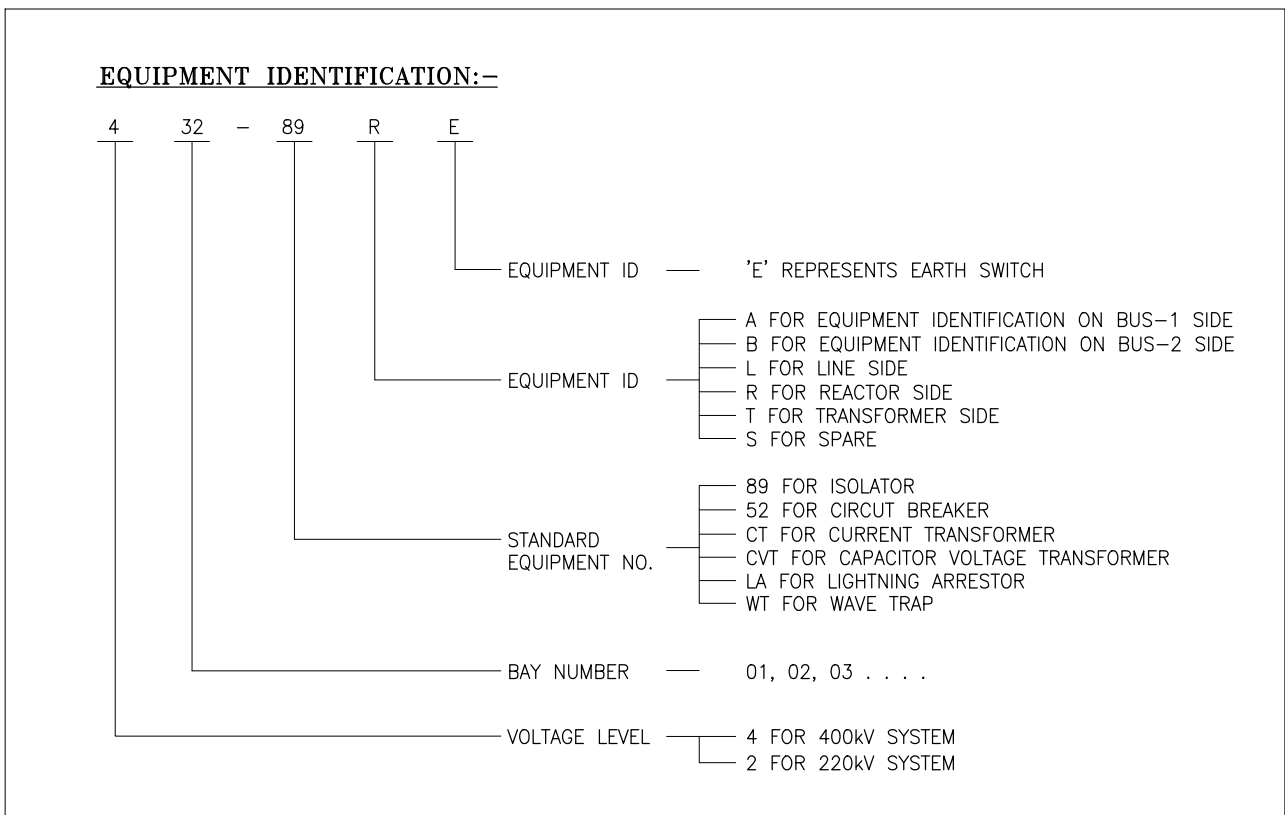 EQUIPMENT IDENTIFICATION:–
4 32 – 89 R E
EQUIPMENT ID — 'E' REPRESENTS EARTH SWITCH
A FOR EQUIPMENT IDENTIFICATION ON BUS–1 SIDE
B FOR EQUIPMENT IDENTIFICATION ON BUS–2 SIDE
L FOR LINE SIDE
EQUIPMENT ID
R FOR REACTOR SIDE
T FOR TRANSFORMER SIDE
S FOR SPARE
89 FOR ISOLATOR
52 FOR CIRCUT BREAKER
CT FOR CURRENT TRANSFORMER
STANDARD
EQUIPMENT NO.
CVT FOR CAPACITOR VOLTAGE TRANSFORMER
LA FOR LIGHTNING ARRESTOR
WT FOR WAVE TRAP
BAY NUMBER — 01, 02, 03 . . . .
VOLTAGE LEVEL
4 FOR 400kV SYSTEM
2 FOR 220kV SYSTEM